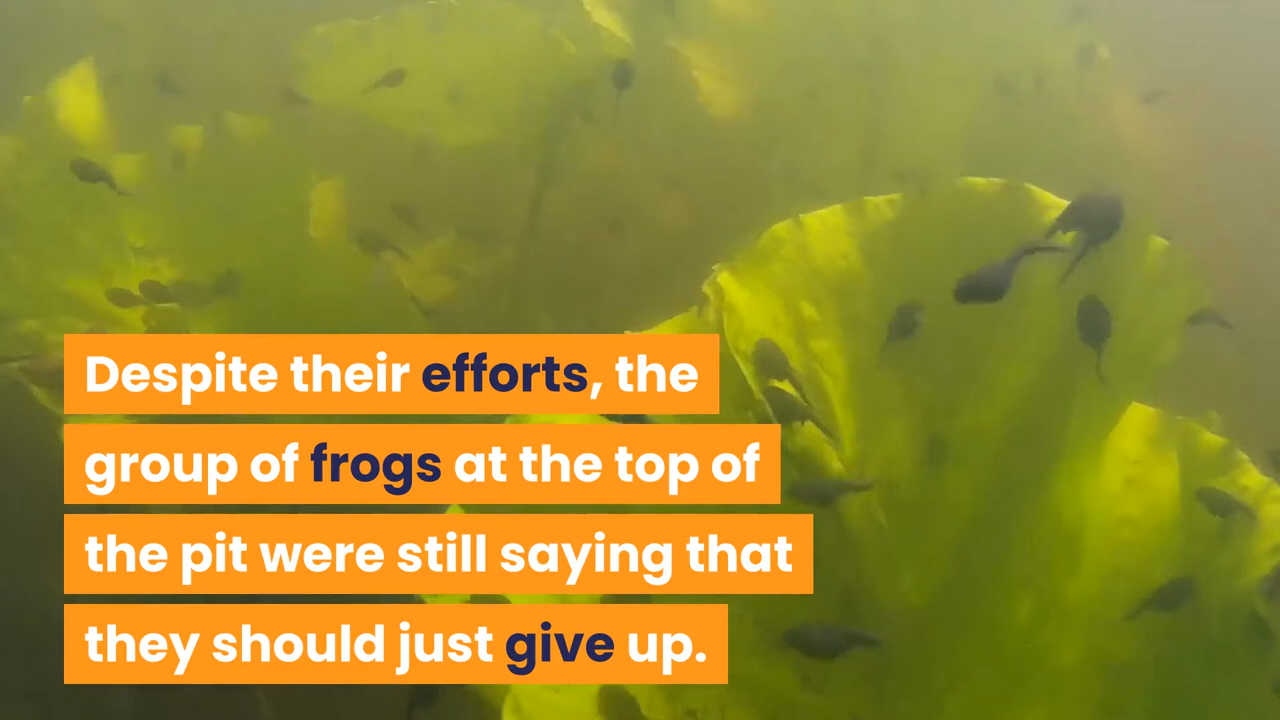 Despite their efforts, the
group of frogs at the top of
the pit were still saying that
they should just give up.